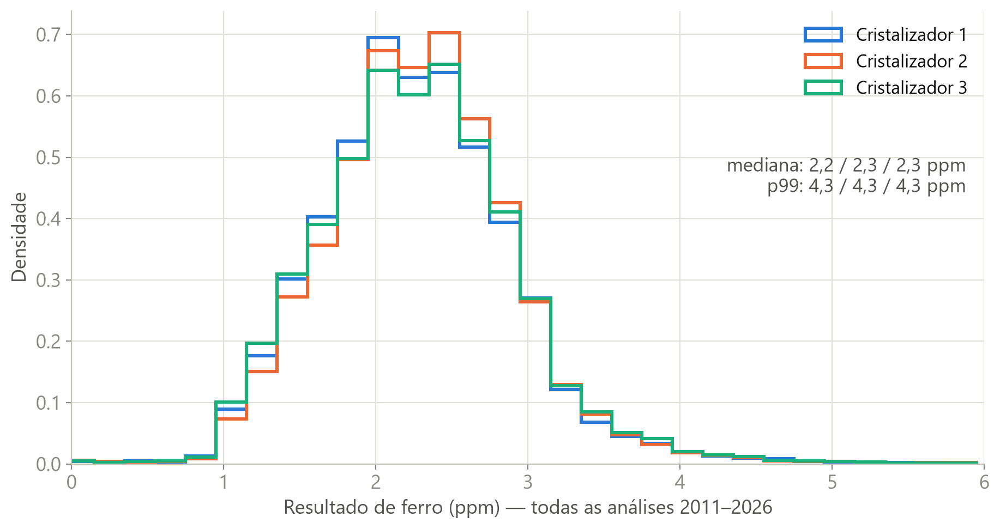 0.7
0.6
0.5
0.4
0.3
0.2
0.1
0.0
Densidade
Cristalizador 1
Cristalizador 2
Cristalizador 3
mediana: 2,2 / 2,3 / 2,3 ppm
p99: 4,3 / 4,3 / 4,3 ppm
0 1 2 3 4 5 6
Resultado de ferro (ppm) — todas as análises 2011–2026